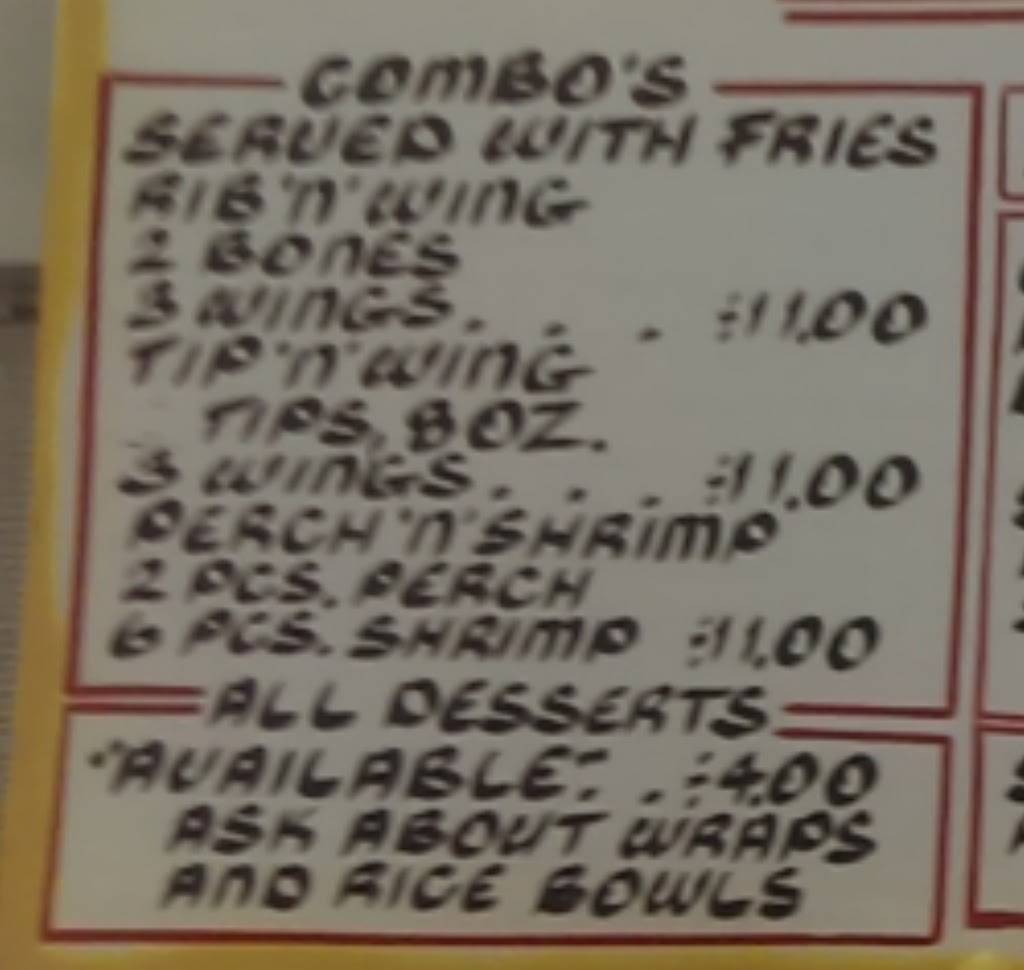 COMBO'S
SERVED WITH FRIES
RIB 'N' WING
2 BONES
3 WINGS. . . 11.00
TIP 'N' WING
TIPS, 8 OZ.
3 WINGS. . . 11.00
PERCH 'N' SHRIMP
2 PCS. PERCH
6 PCS. SHRIMP 11.00
ALL DESSERTS
"AVAILABLE" . 4.00
ASK ABOUT WRAPS
AND RICE BOWLS